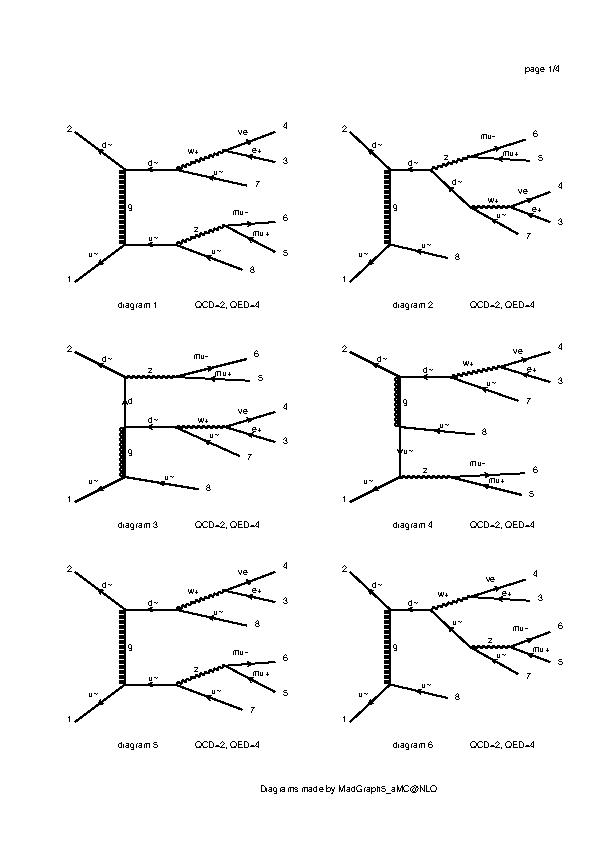 page 1/4
2 d~ g u~ 1 d~ w+ ve 4 e+ 3 u~ 7 u~ z mu- 6 mu+ 5 u~ 8
diagram 1 QCD=2, QED=4
2 d~ g u~ 1 d~ z mu- 6 mu+ 5 d~ w+ ve 4 e+ 3 u~ 7 u~ 8
diagram 2 QCD=2, QED=4
2 d~ z mu- 6 mu+ 5 d d~ w+ ve 4 e+ 3 u~ 7 g u~ 1 u~ 8
diagram 3 QCD=2, QED=4
2 d~ d~ w+ ve 4 e+ 3 u~ 7 g u~ 8 u~ u~ 1 z mu- 6 mu+ 5
diagram 4 QCD=2, QED=4
2 d~ g u~ 1 d~ w+ ve 4 e+ 3 u~ 8 u~ z mu- 6 mu+ 5 u~ 7
diagram 5 QCD=2, QED=4
2 d~ g u~ 1 d~ w+ ve 4 e+ 3 u~ z mu- 6 mu+ 5 u~ 7 u~ 8
diagram 6 QCD=2, QED=4
Diagrams made by MadGraph5_aMC@NLO